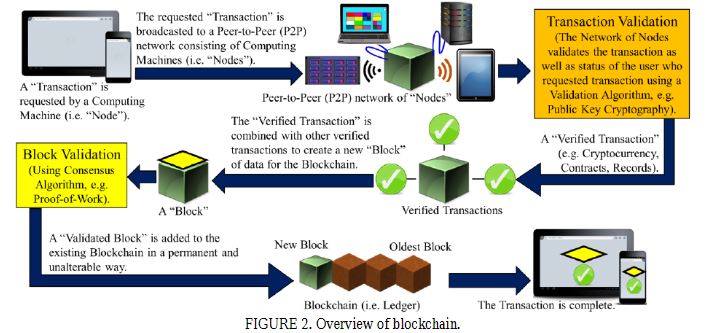 The requested “Transaction” is
broadcasted to a Peer-to-Peer (P2P)
network consisting of Computing
Machines (i.e. “Nodes”).
A “Transaction” is
requested by a Computing
Machine (i.e. “Node”).
Peer-to-Peer (P2P) network of “Nodes”
Transaction Validation
(The Network of Nodes
validates the transaction as
well as status of the user who
requested transaction using a
Validation Algorithm, e.g.
Public Key Cryptography).
A “Verified Transaction”
(e.g. Cryptocurrency,
Contracts, Records).
Verified Transactions
The “Verified Transaction” is
combined with other verified
transactions to create a new “Block”
of data for the Blockchain.
A “Block”
Block Validation
(Using Consensus
Algorithm, e.g.
Proof-of-Work).
A “Validated Block” is added to the
existing Blockchain in a permanent and
unalterable way.
New Block
Oldest Block
Blockchain (i.e. Ledger)
The Transaction is complete.
FIGURE 2. Overview of blockchain.